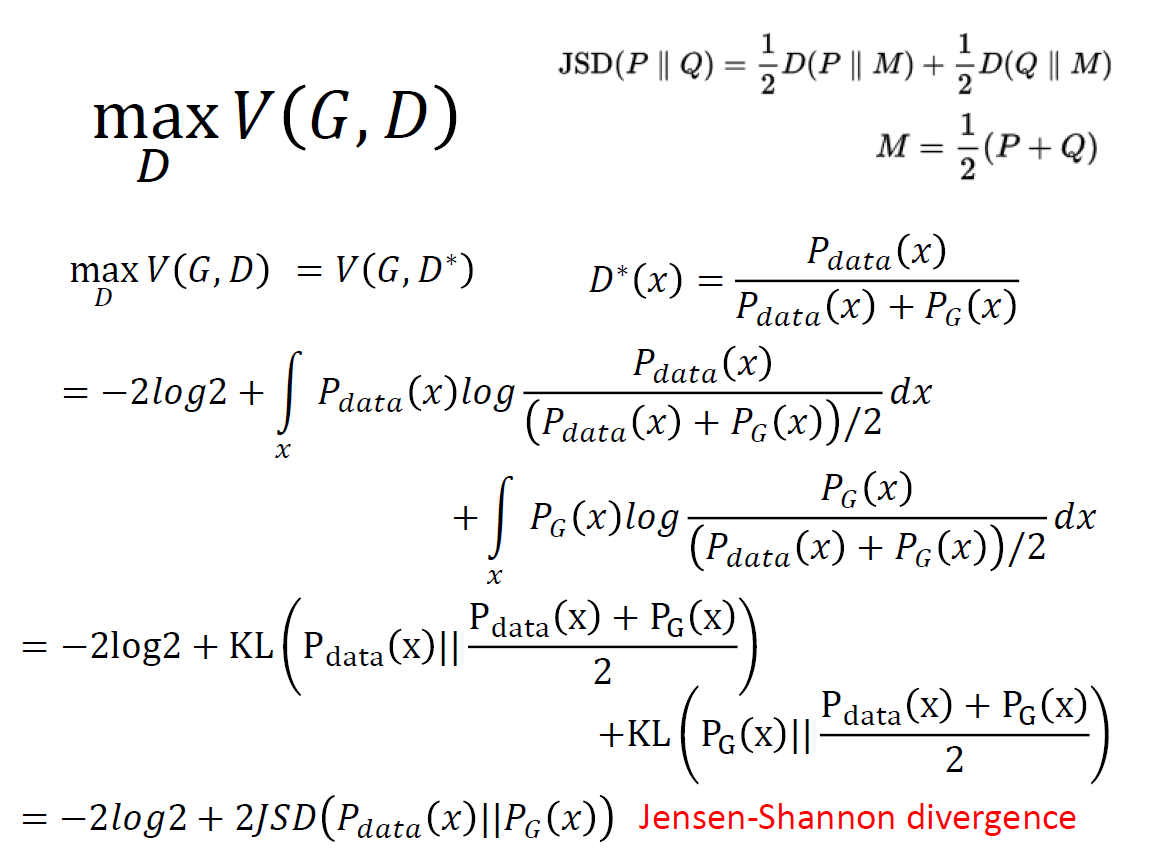 JSD(P ∥ Q) = 1/2 D(P ∥ M) + 1/2 D(Q ∥ M)
max_D V(G, D)
M = 1/2 (P + Q)
max_D V(G, D) = V(G, D*)    D*(x) = P_data(x) / (P_data(x) + P_G(x))
= −2log2 + ∫_x P_data(x)log P_data(x) / ((P_data(x) + P_G(x))/2) dx
+ ∫_x P_G(x)log P_G(x) / ((P_data(x) + P_G(x))/2) dx
= −2log2 + KL(P_data(x)||(P_data(x) + P_G(x))/2)
+KL(P_G(x)||(P_data(x) + P_G(x))/2)
= −2log2 + 2JSD(P_data(x)||P_G(x)) Jensen-Shannon divergence